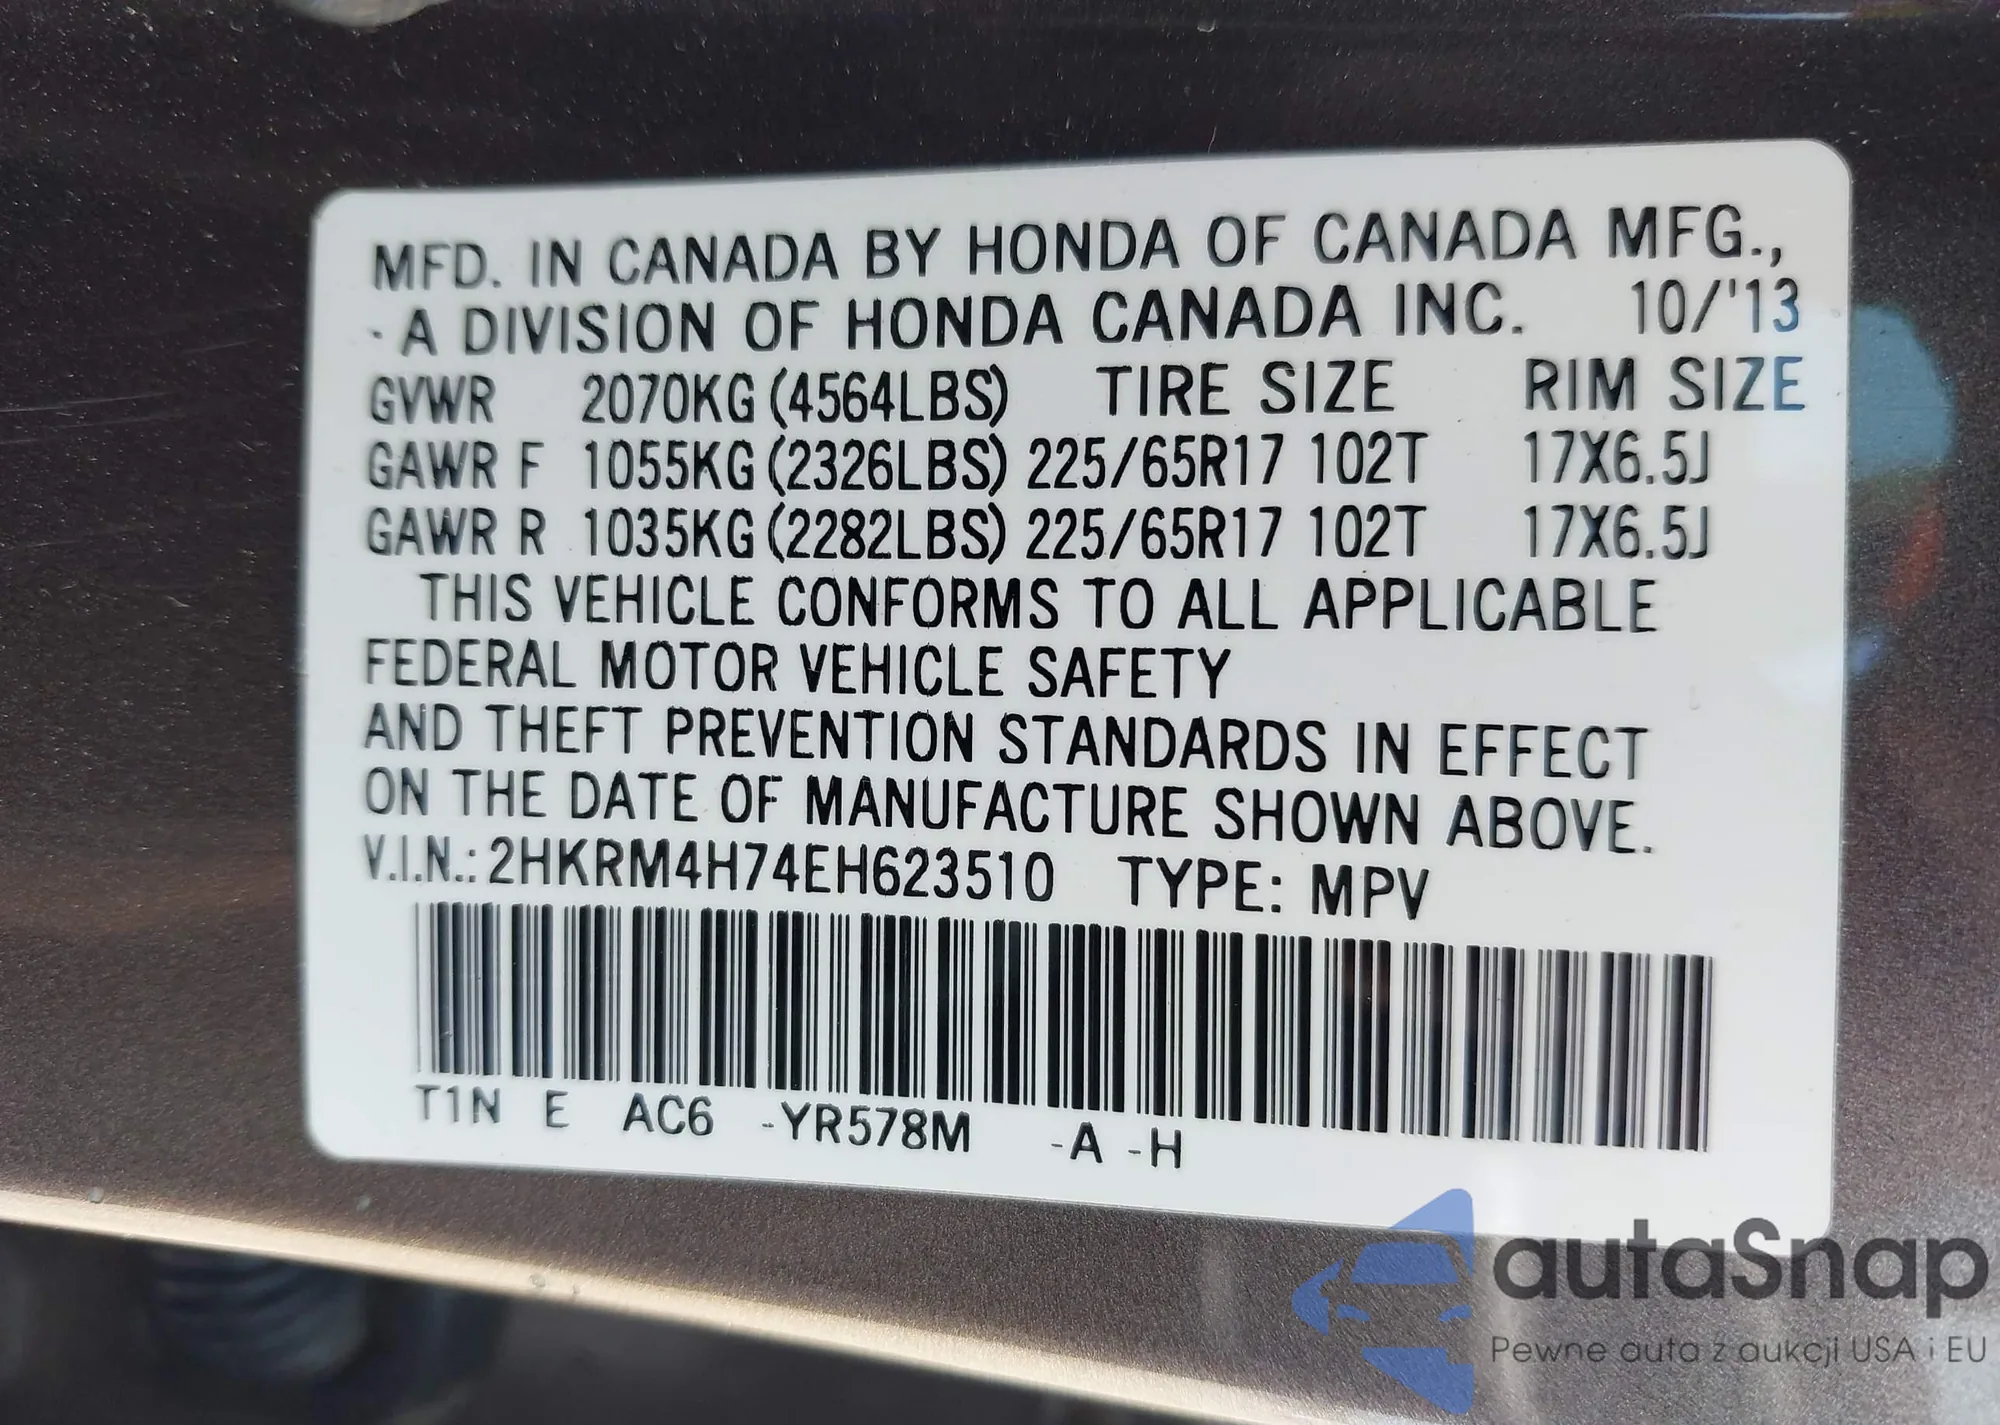 MFD. IN CANADA BY HONDA OF CANADA MFG.,
- A DIVISION OF HONDA CANADA INC. 10/'13
GVWR 2070KG (4564LBS) TIRE SIZE RIM SIZE
GAWR F 1055KG (2326LBS) 225/65R17 102T 17X6.5J
GAWR R 1035KG (2282LBS) 225/65R17 102T 17X6.5J
THIS VEHICLE CONFORMS TO ALL APPLICABLE
FEDERAL MOTOR VEHICLE SAFETY
AND THEFT PREVENTION STANDARDS IN EFFECT
ON THE DATE OF MANUFACTURE SHOWN ABOVE.
V.I.N.: 2HKRM4H74EH623510 TYPE: MPV
T1N E AC6 -YR578M -A -H
autaSnap
Pewne auta z aukcji USA i EU